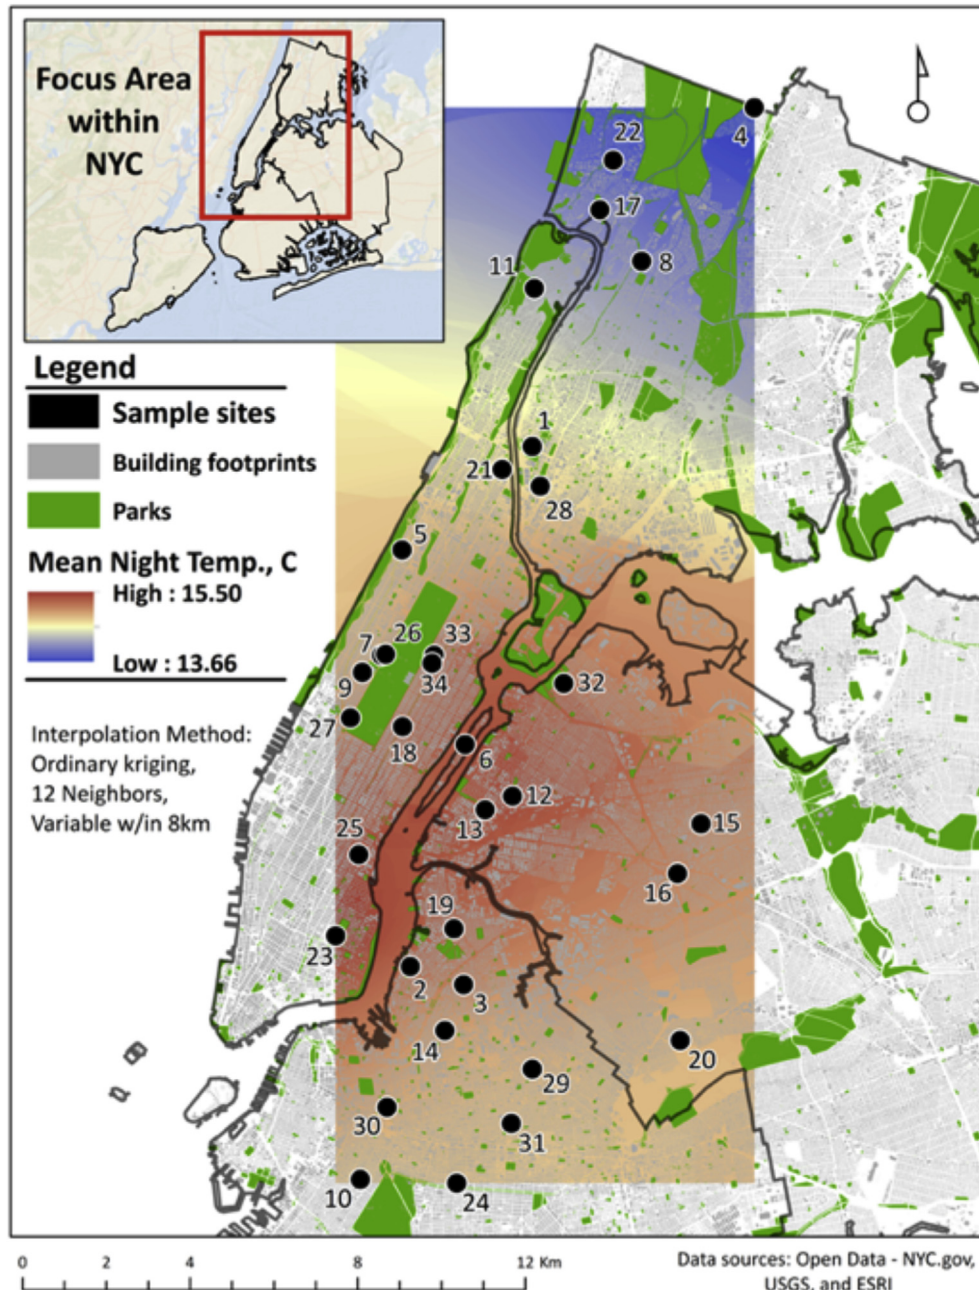 Focus Area
within
NYC
Legend
Sample sites
Building footprints
Parks
Mean Night Temp., C
High : 15.50
Low : 13.66
Interpolation Method:
Ordinary kriging,
12 Neighbors,
Variable w/in 8km
4
22
17
11
8
1
21
28
5
7
26
33
9
34
32
27
18
6
12
13
15
25
16
19
23
2
3
14
20
29
30
31
10
24
0
2
4
8
12 Km
Data sources: Open Data - NYC.gov,
USGS, and ESRI